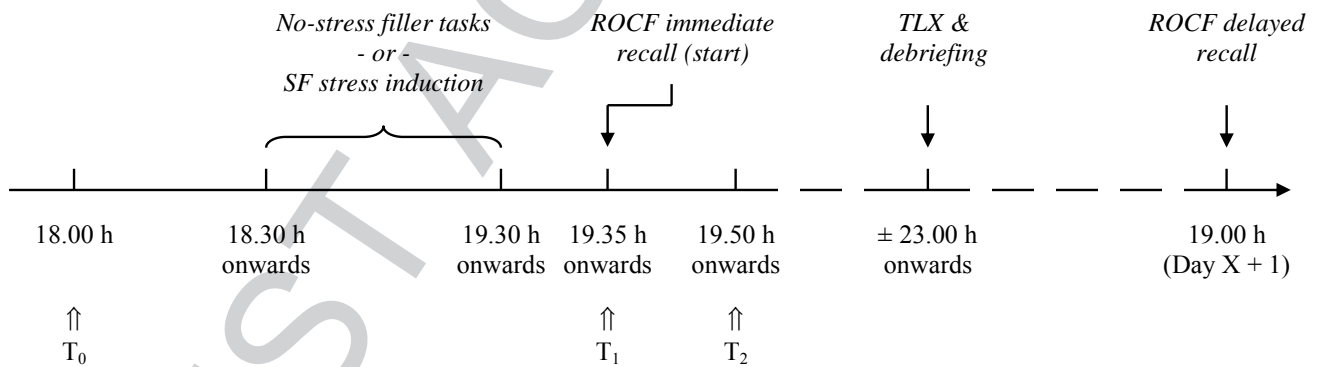 No-stress filler tasks
- or -
SF stress induction
ROCF immediate
recall (start)
TLX &
debriefing
ROCF delayed
recall
18.00 h
18.30 h
onwards
19.30 h
onwards
19.35 h
onwards
19.50 h
onwards
± 23.00 h
onwards
19.00 h
(Day X + 1)
⇑
T₀
⇑
T₁
⇑
T₂
ST AC